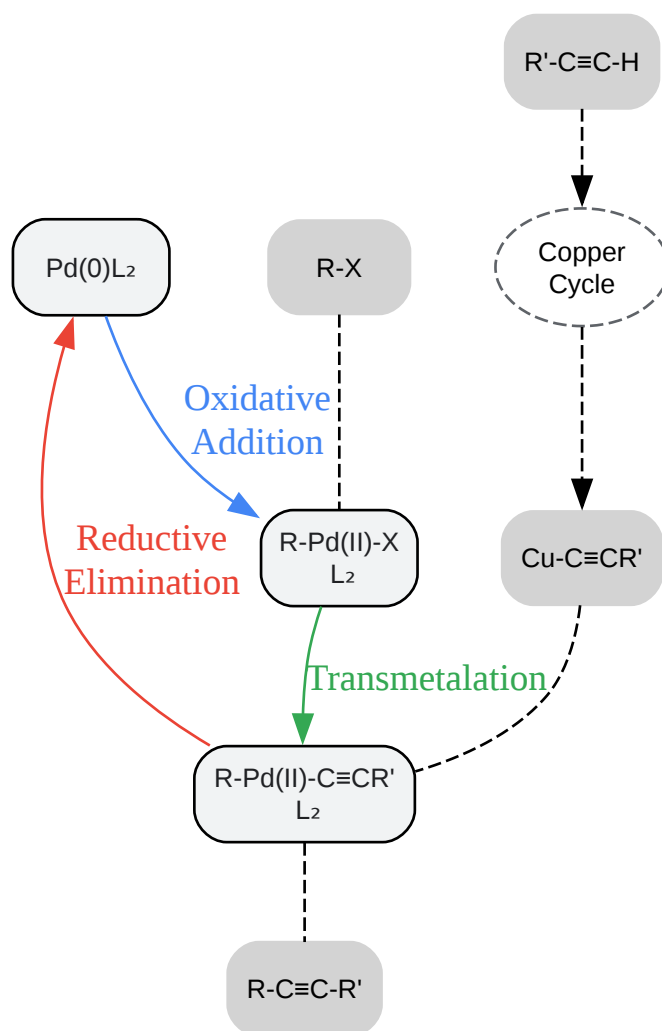 R'-C≡C-H
Pd(0)L₂
R-X
Copper
Cycle
Oxidative
Addition
Reductive
Elimination
R-Pd(II)-X
L₂
Cu-C≡CR'
Transmetalation
R-Pd(II)-C≡CR'
L₂
R-C≡C-R'